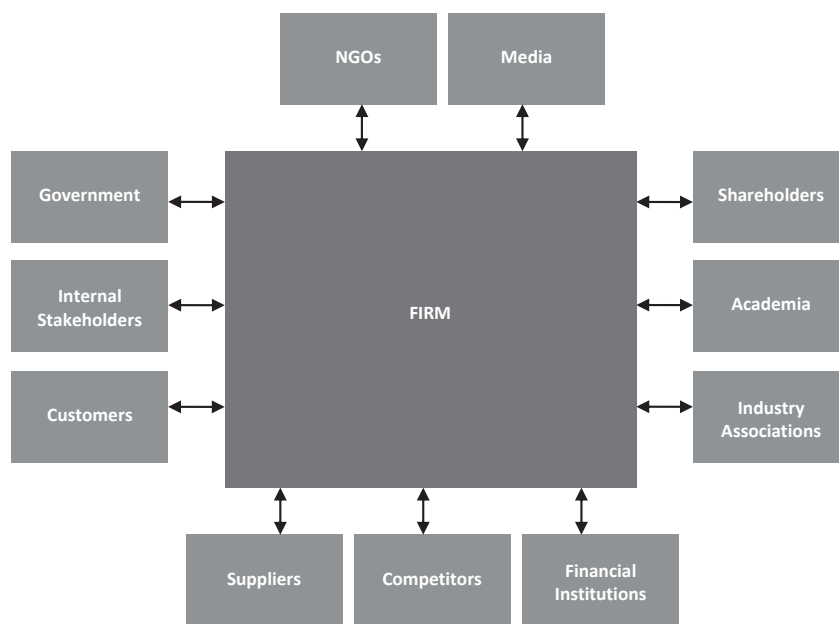 NGOs
Media
Government
Shareholders
Internal
Stakeholders
FIRM
Academia
Customers
Industry
Associations
Suppliers
Competitors
Financial
Institutions